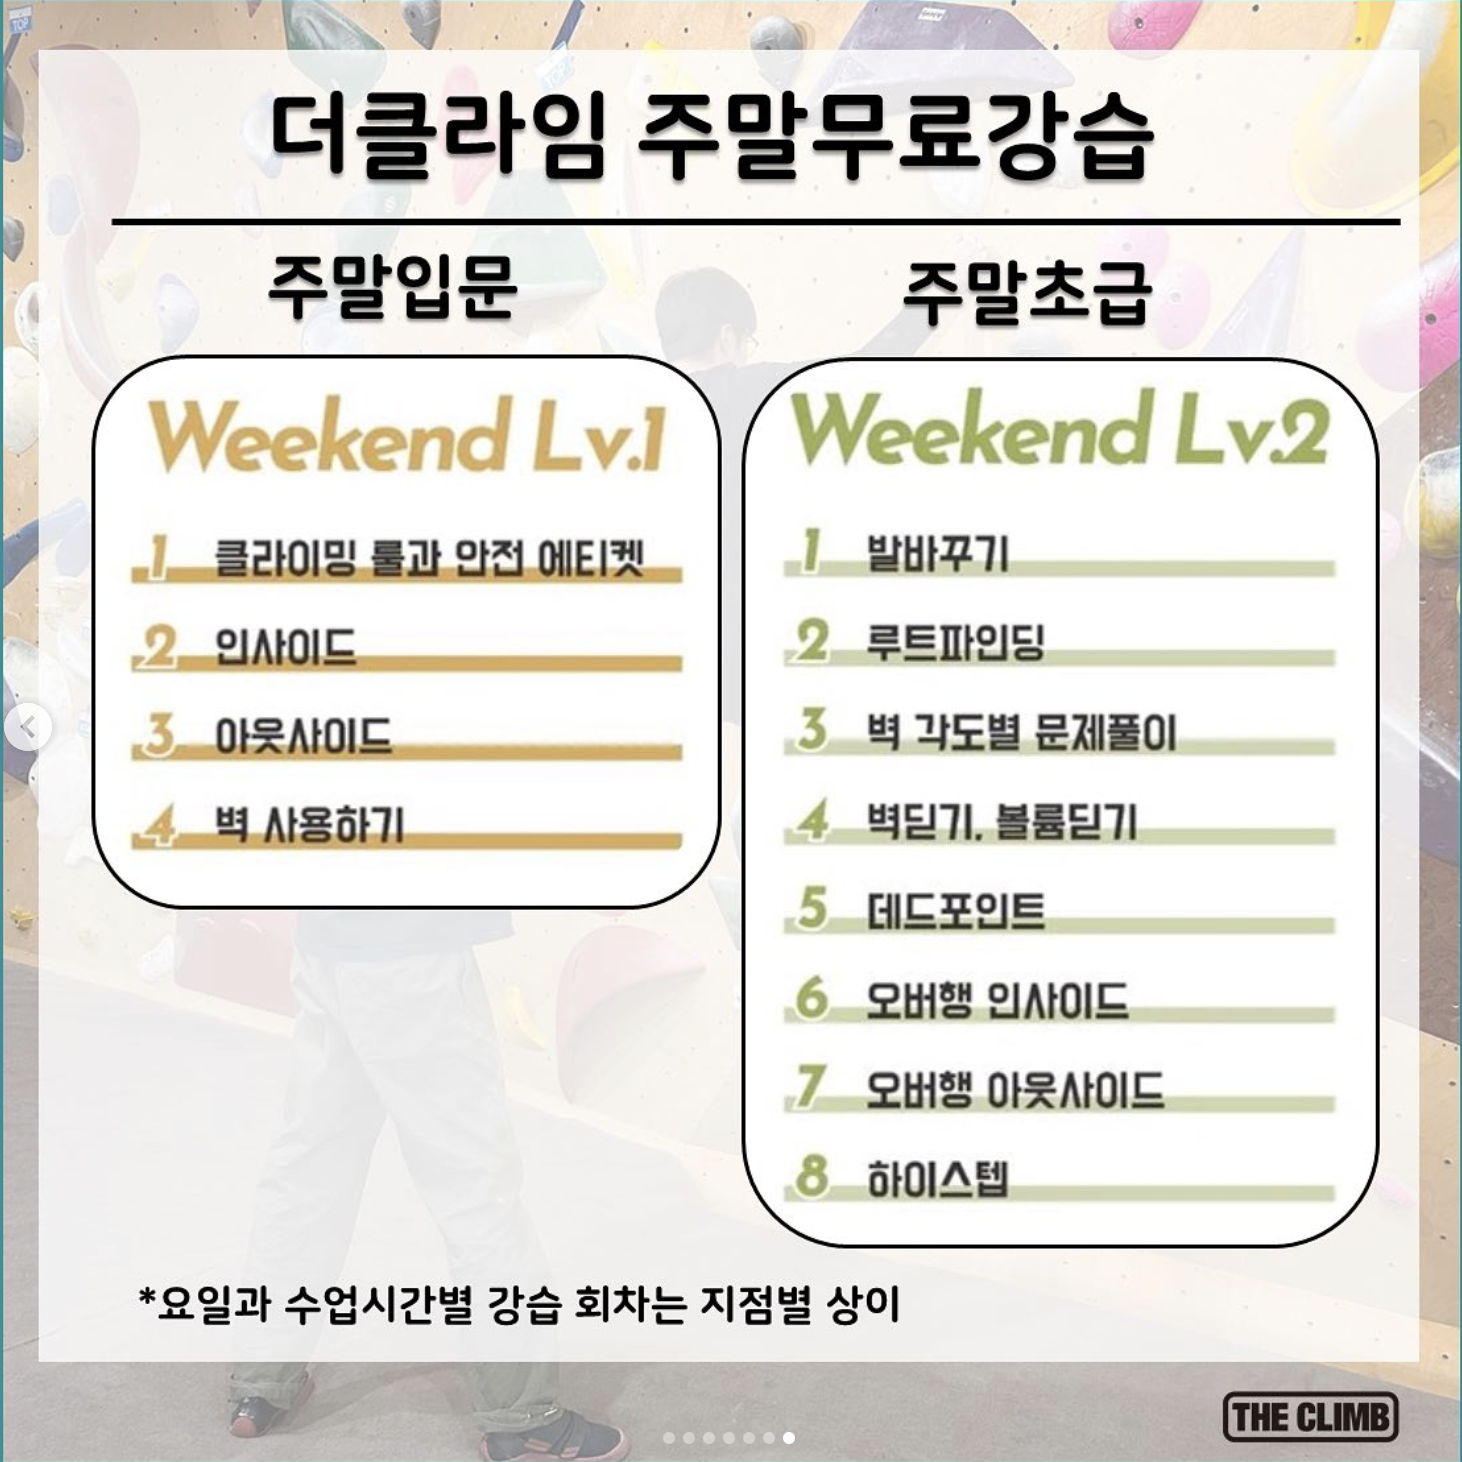 더클라임 주말무료강습
주말입문
Weekend Lv.1
1 클라이밍 룰과 안전 에티켓
2 인사이드
3 아웃사이드
4 벽 사용하기
주말초급
Weekend Lv.2
1 발바꾸기
2 루트파인딩
3 벽 각도별 문제풀이
4 벽딛기, 볼륨딛기
5 데드포인트
6 오버행 인사이드
7 오버행 아웃사이드
8 하이스텝
*요일과 수업시간별 강습 회차는 지점별 상이
THE CLIMB
TOP